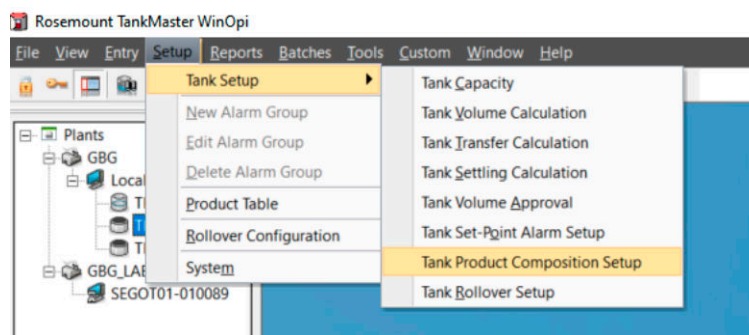 Rosemount TankMaster WinOpi
File View Entry Setup Reports Batches Tools Custom Window Help
Tank Setup
New Alarm Group
Edit Alarm Group
Delete Alarm Group
Product Table
Rollover Configuration
System
Tank Capacity
Tank Volume Calculation
Tank Transfer Calculation
Tank Settling Calculation
Tank Volume Approval
Tank Set-Point Alarm Setup
Tank Product Composition Setup
Tank Rollover Setup
Plants
GBG
GBG_LAB
SEGOT01-010089